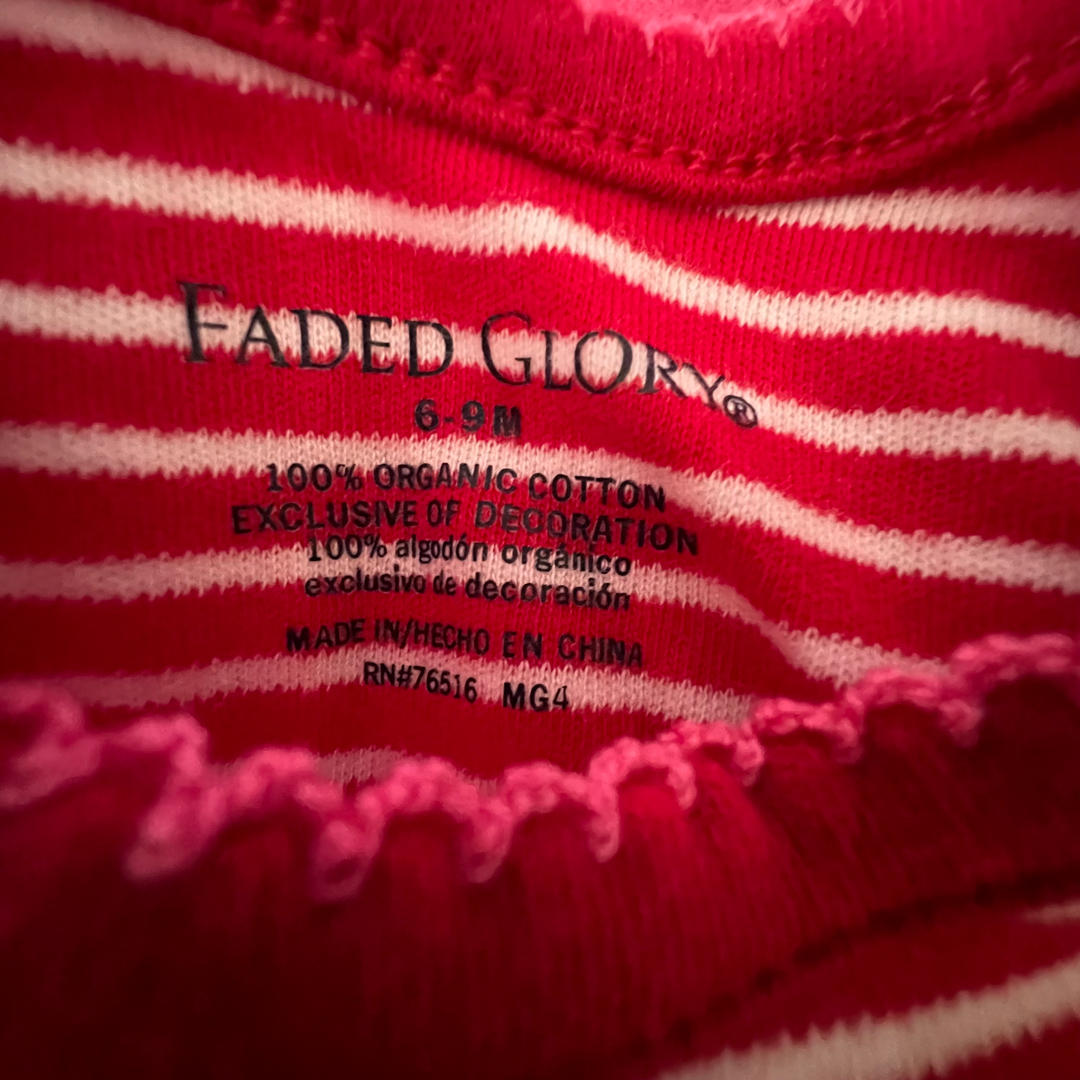 FADED GLORY®
6-9M
100% ORGANIC COTTON
EXCLUSIVE OF DECORATION
100% algodón orgánico
exclusivo de decoración
MADE IN/HECHO EN CHINA
RN#76516 MG4